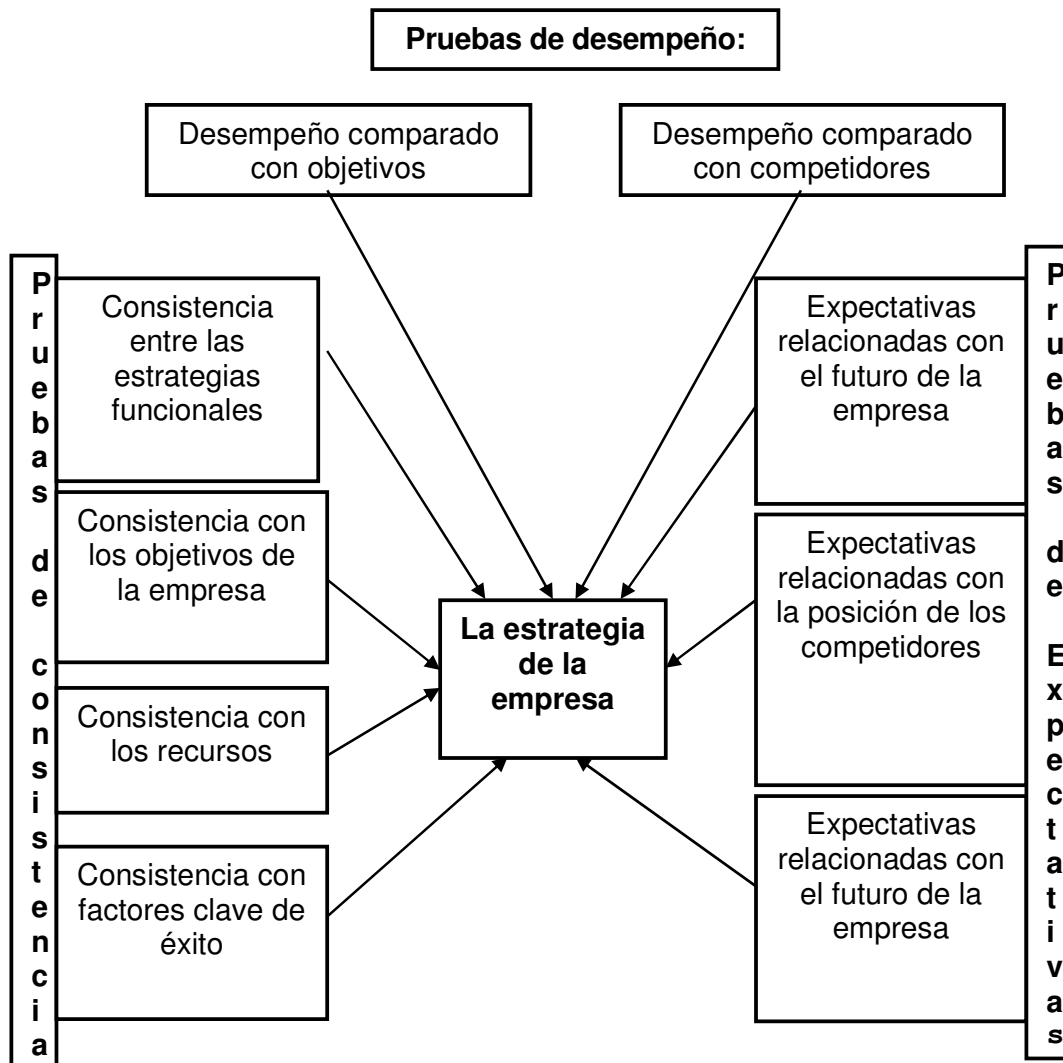 Pruebas de desempeño:
Desempeño comparado
con objetivos
Desempeño comparado
con competidores
Pruebas de consistencia
Consistencia
entre las
estrategias
funcionales
Consistencia con
los objetivos de
la empresa
Consistencia con
los recursos
Consistencia con
factores clave de
éxito
La estrategia
de la
empresa
Expectativas
relacionadas con
el futuro de la
empresa
Expectativas
relacionadas con
la posición de los
competidores
Expectativas
relacionadas con
el futuro de la
empresa
Pruebas de Expectativas